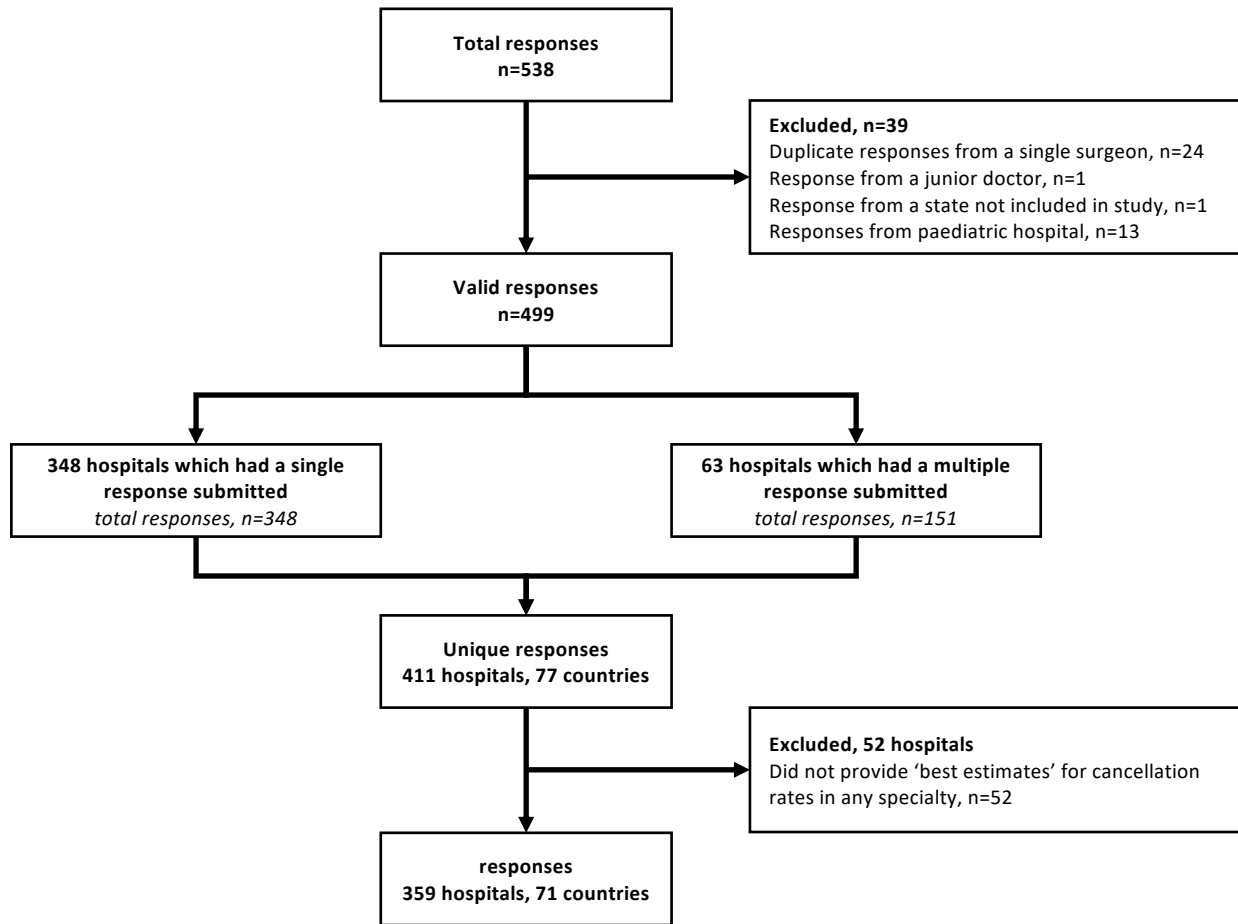 Total responses
n=538
Excluded, n=39
Duplicate responses from a single surgeon, n=24
Response from a junior doctor, n=1
Response from a state not included in study, n=1
Responses from paediatric hospital, n=13
Valid responses
n=499
348 hospitals which had a single
response submitted
total responses, n=348
63 hospitals which had a multiple
response submitted
total responses, n=151
Unique responses
411 hospitals, 77 countries
Excluded, 52 hospitals
Did not provide ‘best estimates’ for cancellation
rates in any specialty, n=52
responses
359 hospitals, 71 countries